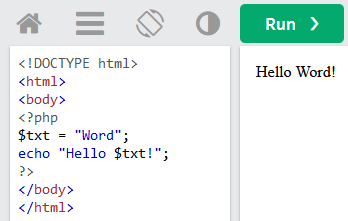 Run ❯
<!DOCTYPE html>
<html>
<body>
<?php
$txt = "Word";
echo "Hello $txt!";
?>
</body>
</html>
Hello Word!